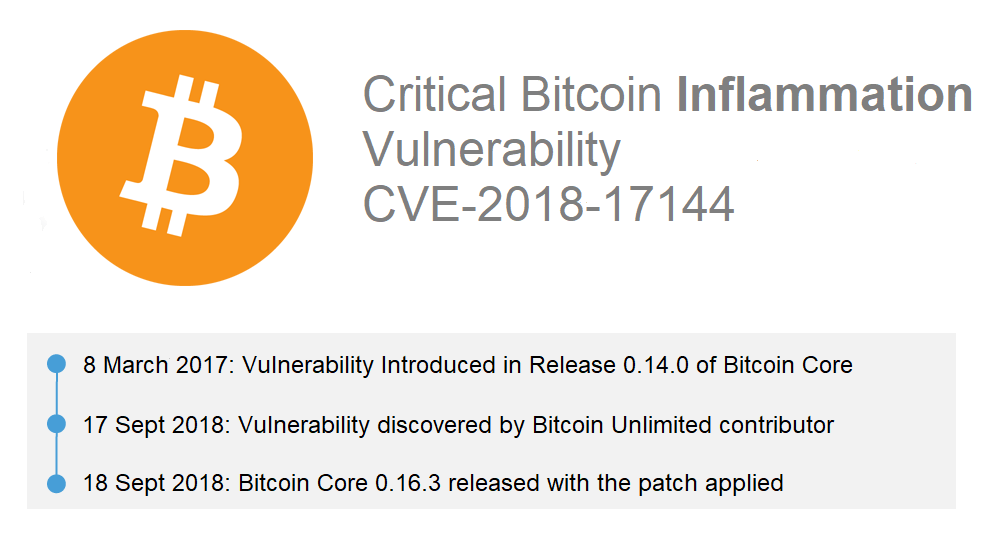 Critical Bitcoin Inflammation
Vulnerability
CVE-2018-17144
8 March 2017: Vulnerability Introduced in Release 0.14.0 of Bitcoin Core
17 Sept 2018: Vulnerability discovered by Bitcoin Unlimited contributor
18 Sept 2018: Bitcoin Core 0.16.3 released with the patch applied